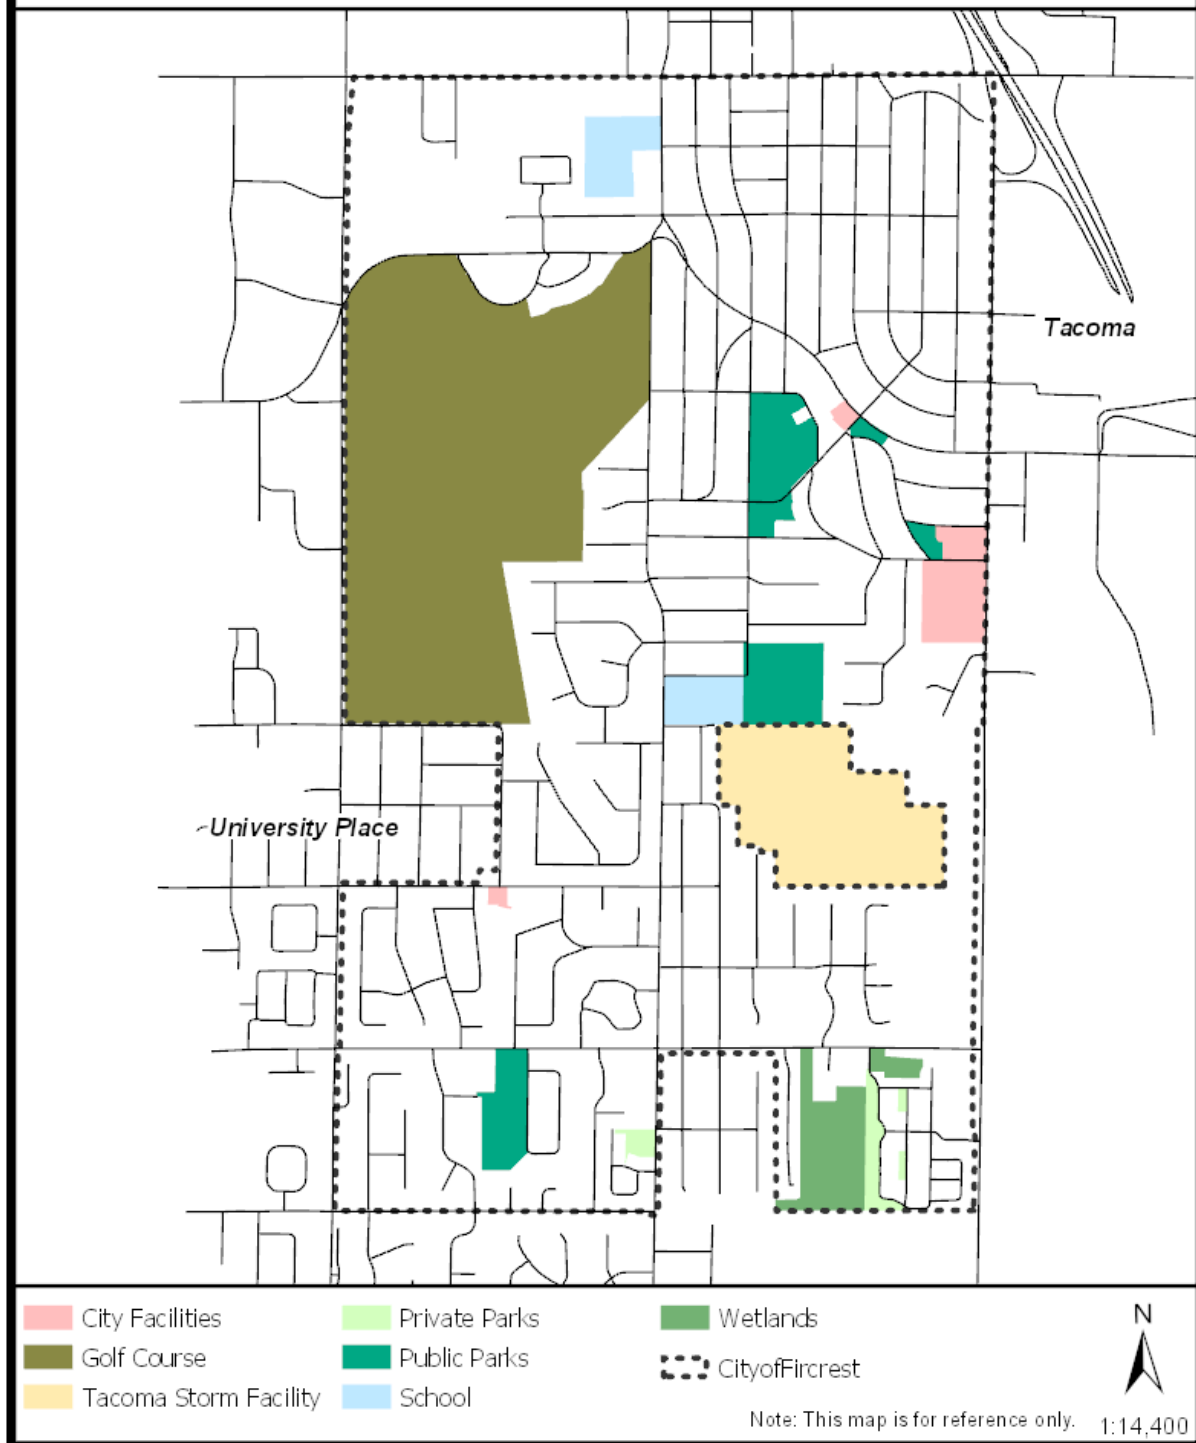 Tacoma
University Place
City Facilities
Private Parks
Wetlands
N
Golf Course
Public Parks
CityofFircrest
Tacoma Storm Facility
School
Note: This map is for reference only.
1:14,400